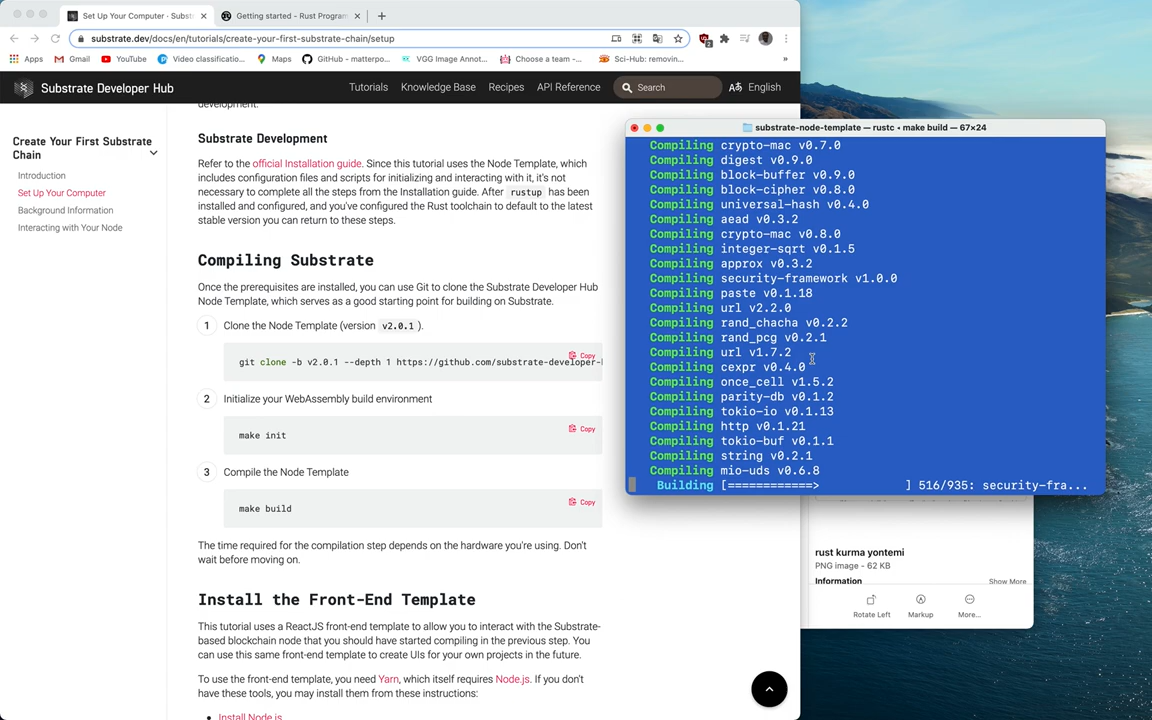 Set Up Your Computer · Subst
Getting started - Rust Program
substrate.dev/docs/en/tutorials/create-your-first-substrate-chain/setup
Apps
Gmail
YouTube
Video classificatio...
Maps
GitHub - matterpo...
VGG Image Annot...
Choose a team -...
Sci-Hub: removin...
»
Substrate Developer Hub
Tutorials
Knowledge Base
Recipes
API Reference
Search
English
Create Your First Substrate
Chain
Introduction
Set Up Your Computer
Background Information
Interacting with Your Node
development.
Substrate Development
Refer to the official Installation guide. Since this tutorial uses the Node Template, which
includes configuration files and scripts for initializing and interacting with it, it's not
necessary to complete all the steps from the Installation guide. After rustup has been
installed and configured, and you've configured the Rust toolchain to default to the latest
stable version you can return to these steps.
Compiling Substrate
Once the prerequisites are installed, you can use Git to clone the Substrate Developer Hub
Node Template, which serves as a good starting point for building on Substrate.
1 Clone the Node Template (version v2.0.1 ).
Copy
git clone -b v2.0.1 --depth 1 https://github.com/substrate-developer-h
2 Initialize your WebAssembly build environment
Copy
make init
3 Compile the Node Template
Copy
make build
The time required for the compilation step depends on the hardware you're using. Don't
wait before moving on.
Install the Front-End Template
This tutorial uses a ReactJS front-end template to allow you to interact with the Substrate-
based blockchain node that you should have started compiling in the previous step. You
can use this same front-end template to create UIs for your own projects in the future.
To use the front-end template, you need Yarn, which itself requires Node.js. If you don't
have these tools, you may install them from these instructions:
• Install Node.js
substrate-node-template — rustc ◂ make build — 67×24
Compiling crypto-mac v0.7.0
Compiling digest v0.9.0
Compiling block-buffer v0.9.0
Compiling block-cipher v0.8.0
Compiling universal-hash v0.4.0
Compiling aead v0.3.2
Compiling crypto-mac v0.8.0
Compiling integer-sqrt v0.1.5
Compiling approx v0.3.2
Compiling security-framework v1.0.0
Compiling paste v0.1.18
Compiling url v2.2.0
Compiling rand_chacha v0.2.2
Compiling rand_pcg v0.2.1
Compiling url v1.7.2
Compiling cexpr v0.4.0
Compiling once_cell v1.5.2
Compiling parity-db v0.1.2
Compiling tokio-io v0.1.13
Compiling http v0.1.21
Compiling tokio-buf v0.1.1
Compiling string v0.2.1
Compiling mio-uds v0.6.8
Building [============> ] 516/935: security-fra...
rust kurma yontemi
PNG image - 62 KB
Information
Show More
Rotate Left
Markup
More...